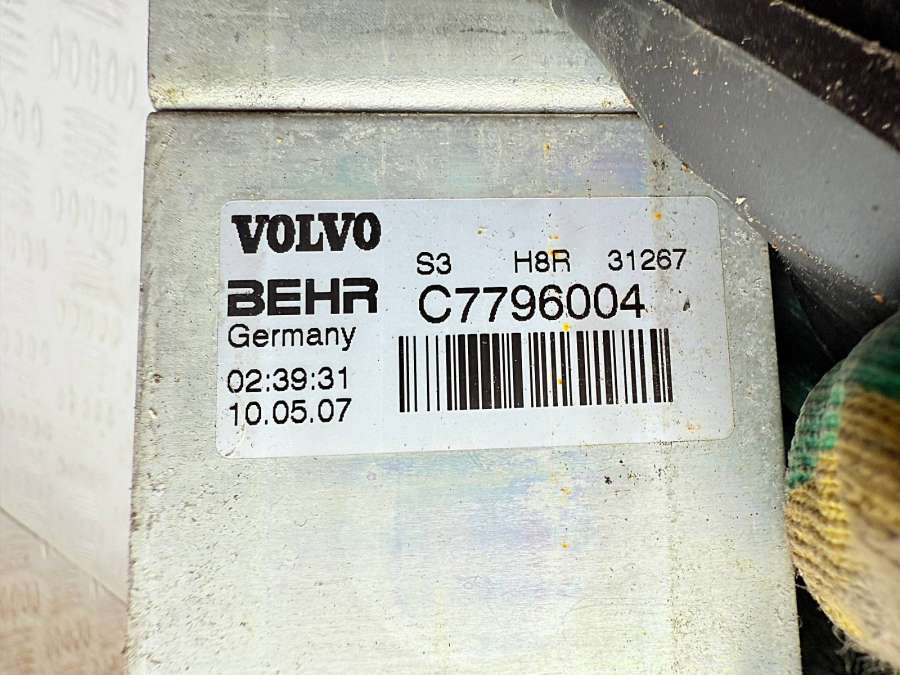 VOLVO
S3 H8R 31267
BEHR C7796004
Germany
02:39:31
10.05.07